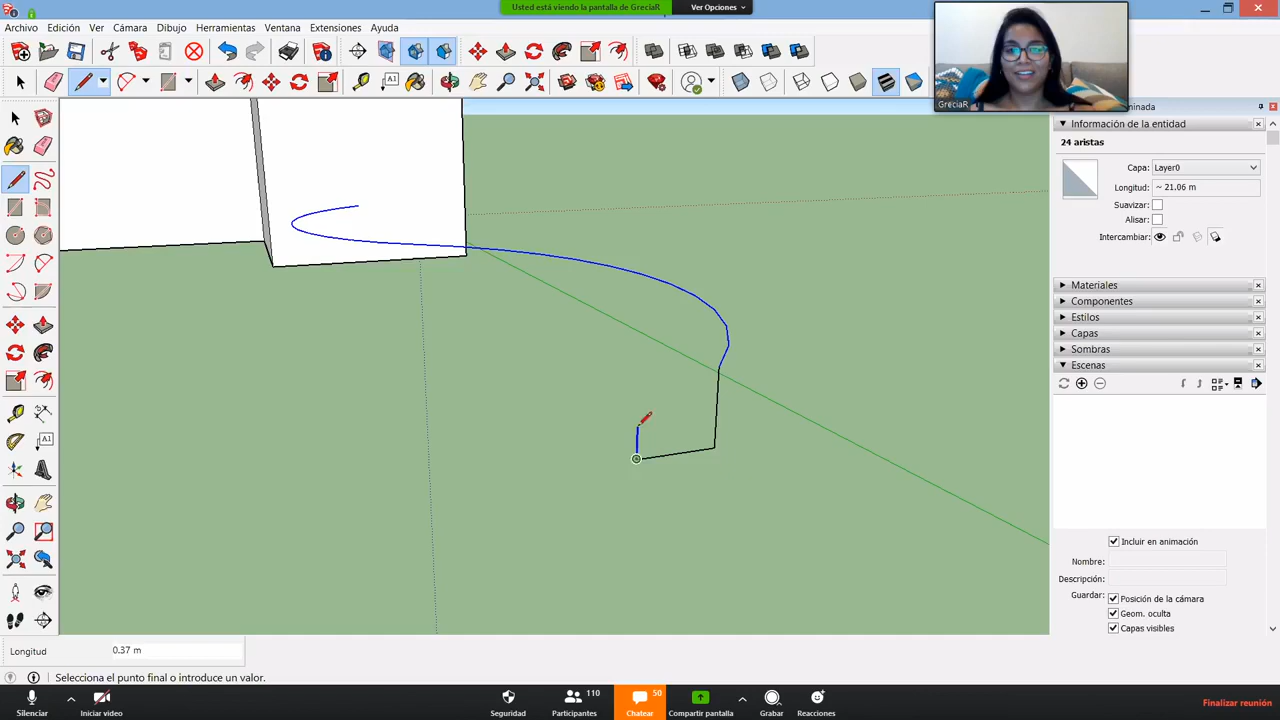 Usted está viendo la pantalla de GreciaR
Ver Opciones
Archivo Edición Ver Cámara Dibujo Herramientas Ventana Extensiones Ayuda
GreciaR
minada
Información de la entidad
24 aristas
Capa: Layer0
Longitud: ~ 21.06 m
Suavizar:
Alisar:
Intercambiar:
Materiales
Componentes
Estilos
Capas
Sombras
Escenas
Incluir en animación
Nombre:
Descripción:
Guardar: Posición de la cámara
Geom. oculta
Capas visibles
Longitud 0.37 m
Selecciona el punto final o introduce un valor.
Silenciar
Iniciar video
Seguridad
Participantes 110
Chatear 50
Compartir pantalla
Grabar
Reacciones
Finalizar reunión